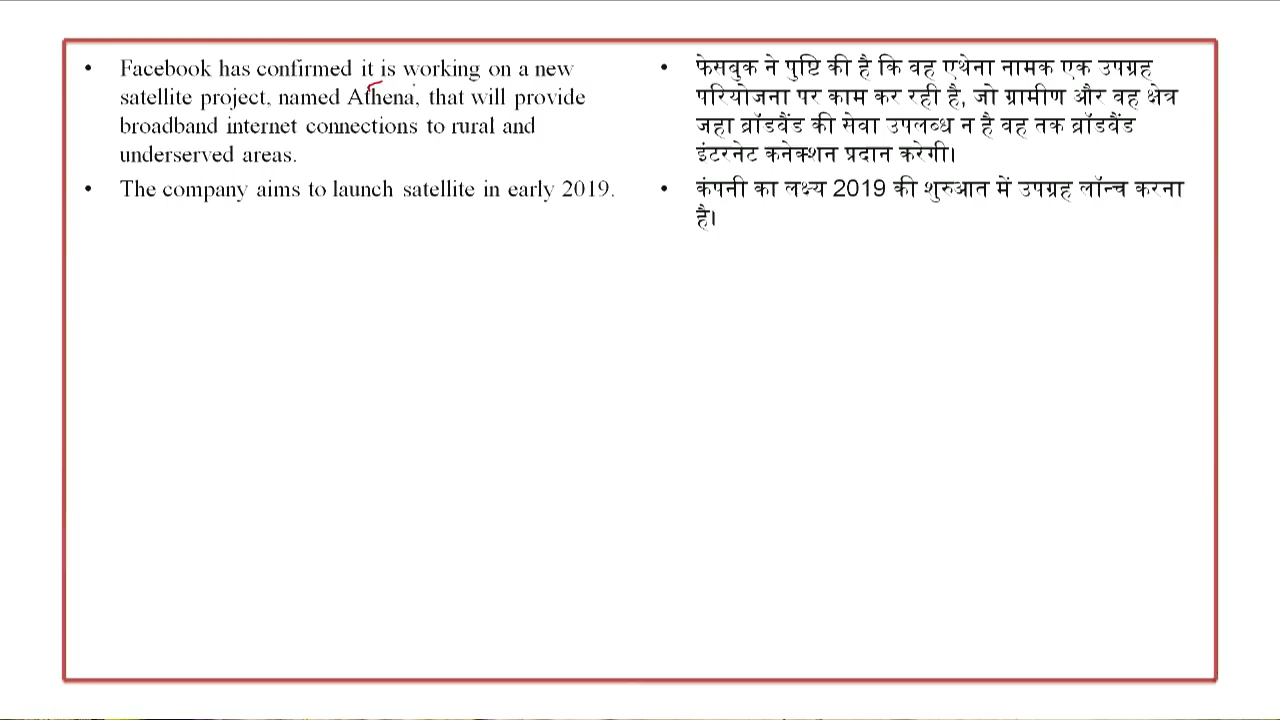 • Facebook has confirmed it is working on a new
satellite project, named Athena, that will provide
broadband internet connections to rural and
underserved areas.
• The company aims to launch satellite in early 2019.
• फेसबुक ने पुष्टि की है कि वह एथेना नामक एक उपग्रह
परियोजना पर काम कर रही है, जो ग्रामीण और वह क्षेत्र
जहा ब्रॉडबैंड की सेवा उपलब्ध न है वह तक ब्रॉडबैंड
इंटरनेट कनेक्शन प्रदान करेगी।
• कंपनी का लक्ष्य 2019 की शुरुआत में उपग्रह लॉन्च करना
है।